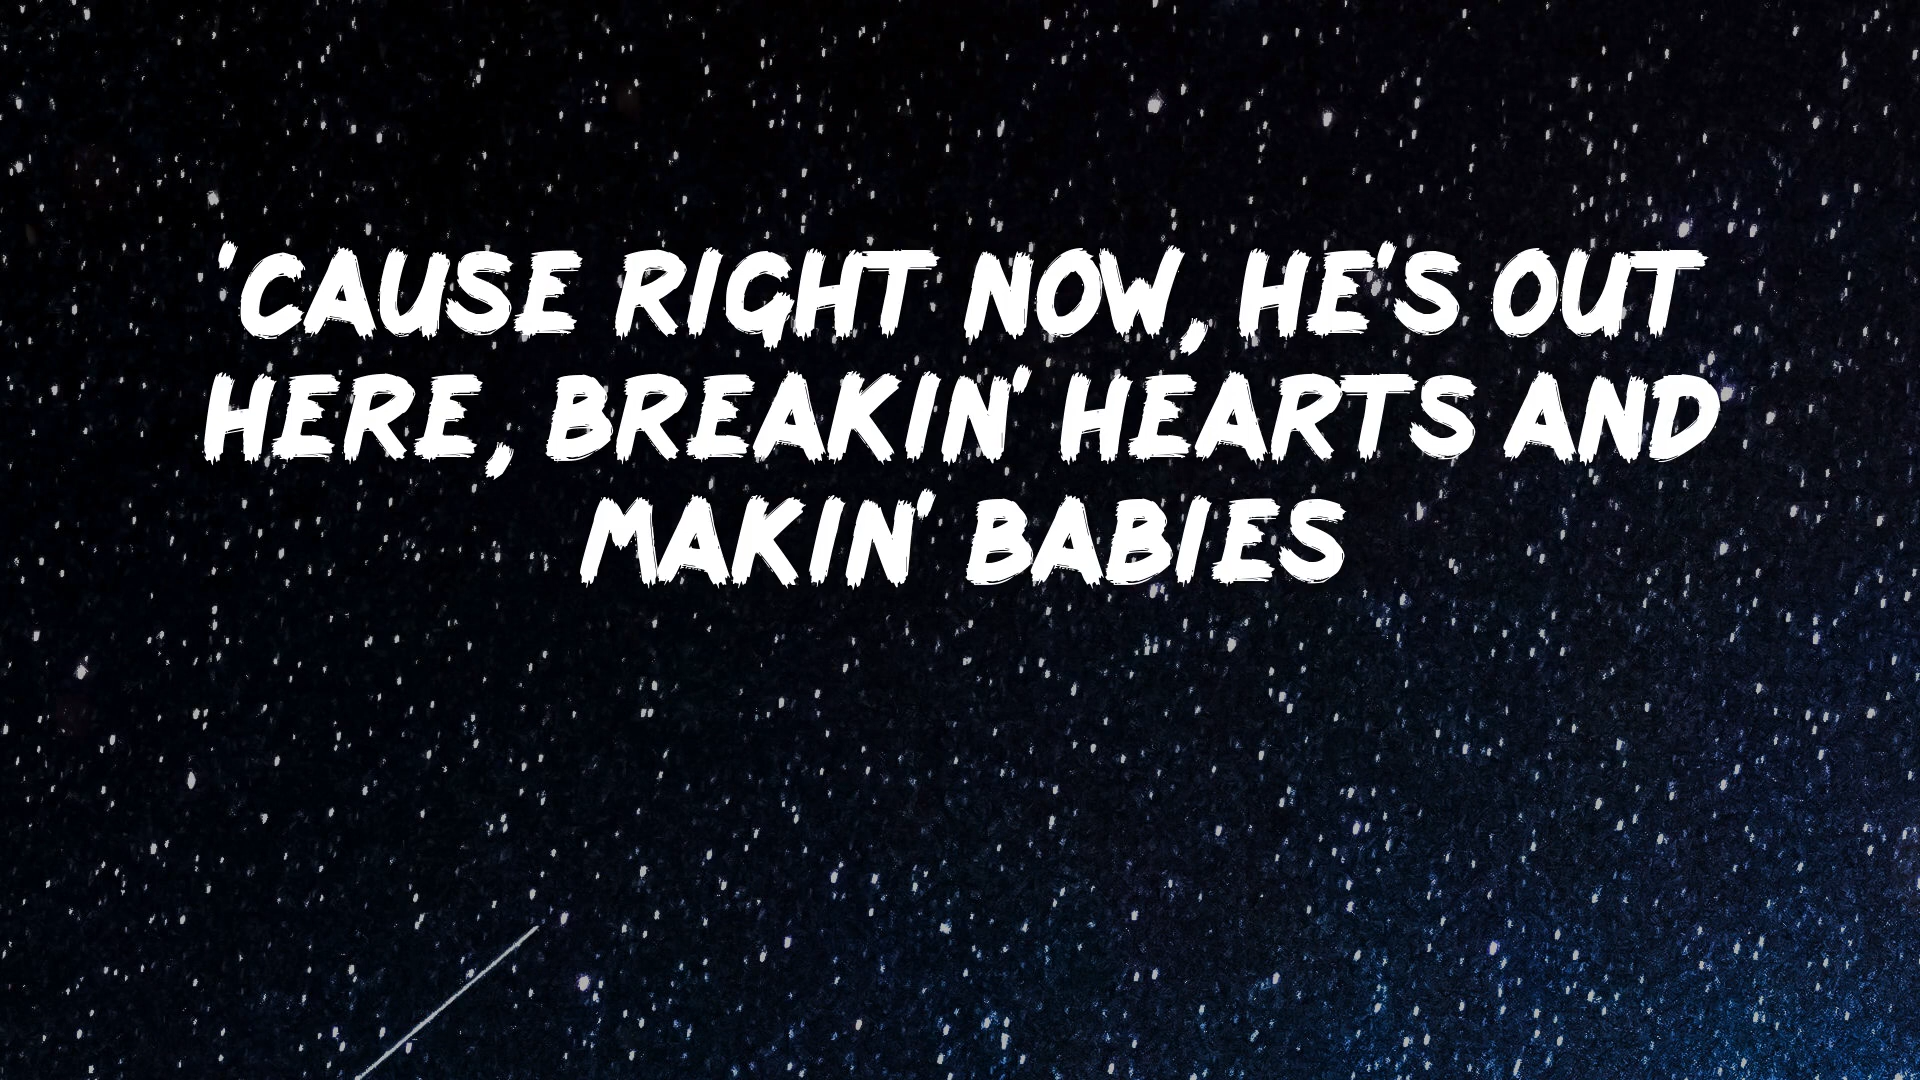 'CAUSE RIGHT NOW, HE'S OUT
HERE, BREAKIN' HEARTS AND
MAKIN' BABIES